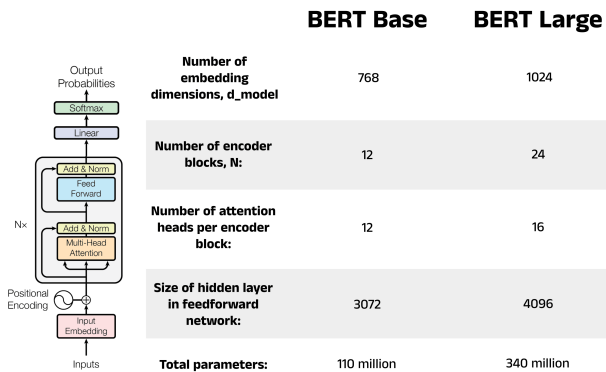 BERT Base
BERT Large
Number of
embedding
dimensions, d_model
768
1024
Number of encoder
blocks, N:
12
24
Number of attention
heads per encoder
block:
12
16
Size of hidden layer
in feedforward
network:
3072
4096
Total parameters:
110 million
340 million
Output
Probabilities
Softmax
Linear
Add & Norm
Feed
Forward
Nx
Add & Norm
Multi-Head
Attention
Positional
Encoding
Input
Embedding
Inputs